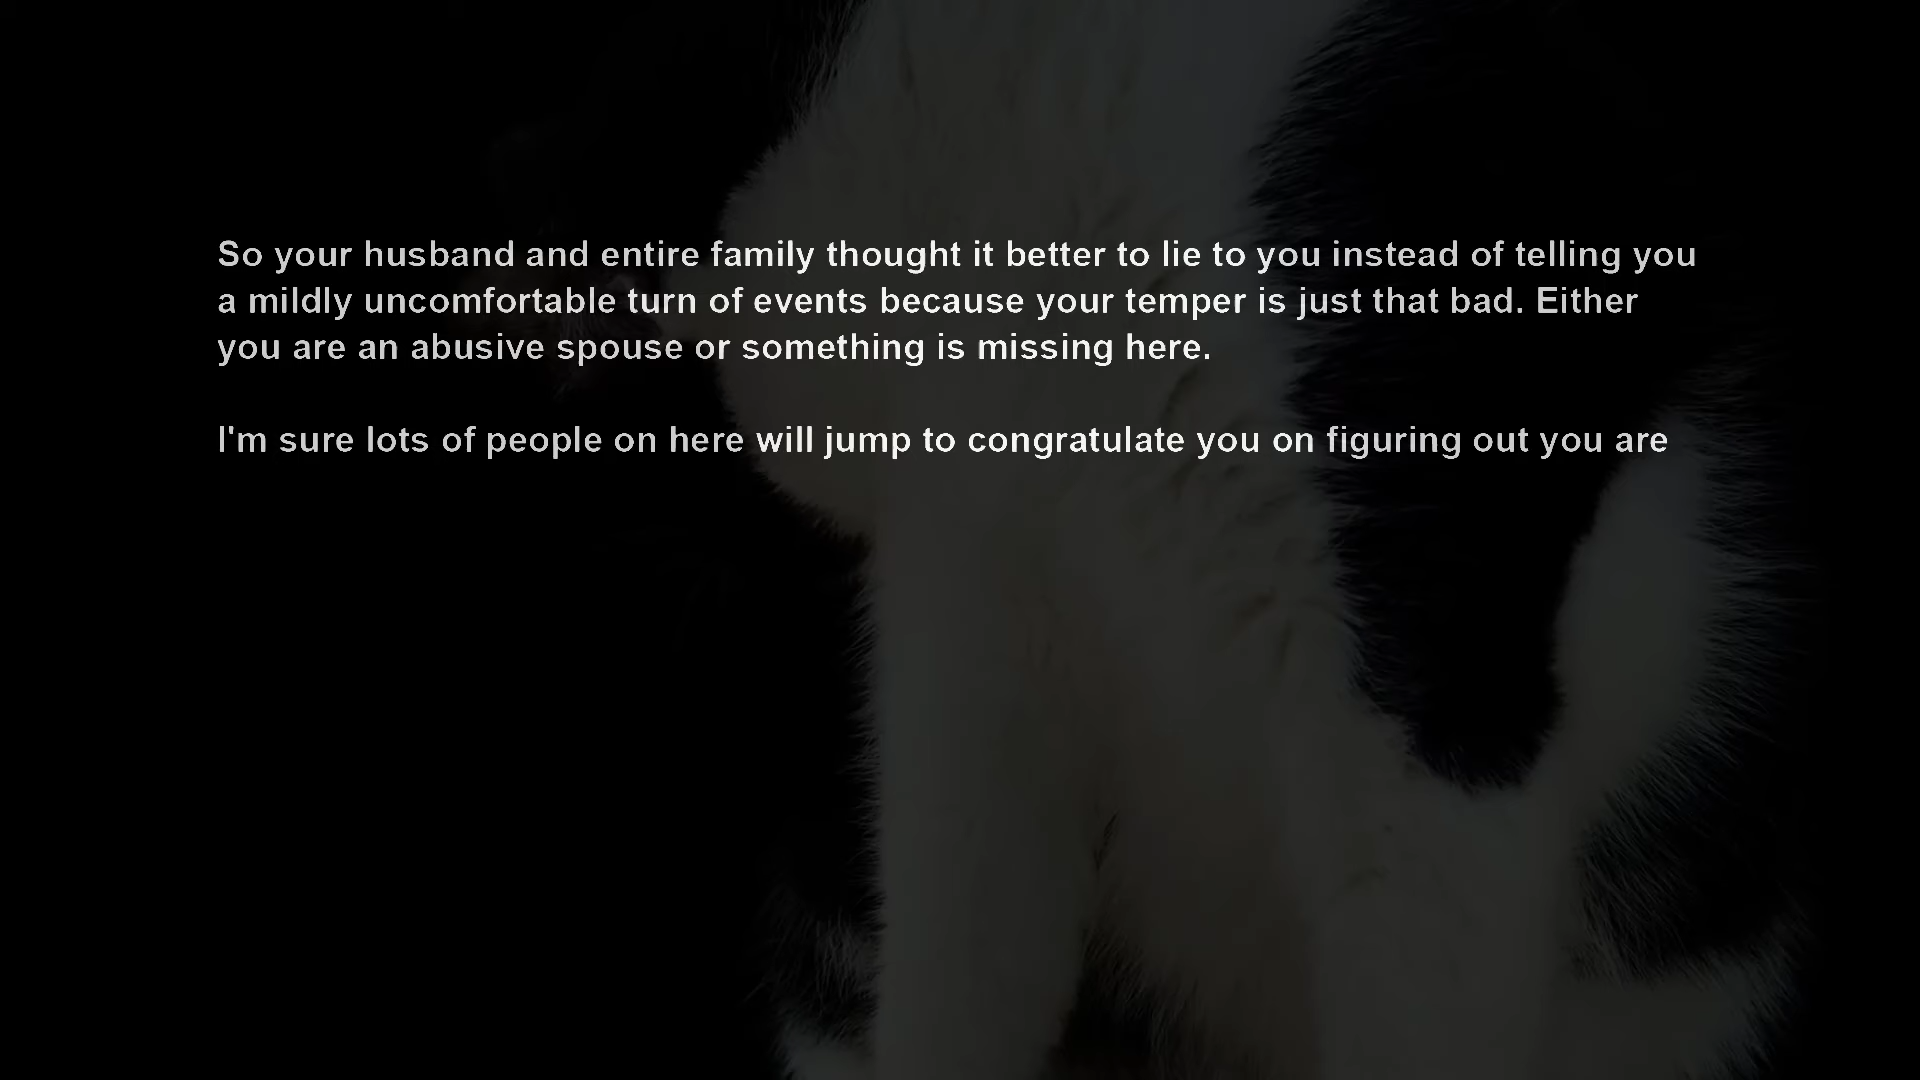 So your husband and entire family thought it better to lie to you instead of telling you
a mildly uncomfortable turn of events because your temper is just that bad. Either
you are an abusive spouse or something is missing here.
I'm sure lots of people on here will jump to congratulate you on figuring out you are